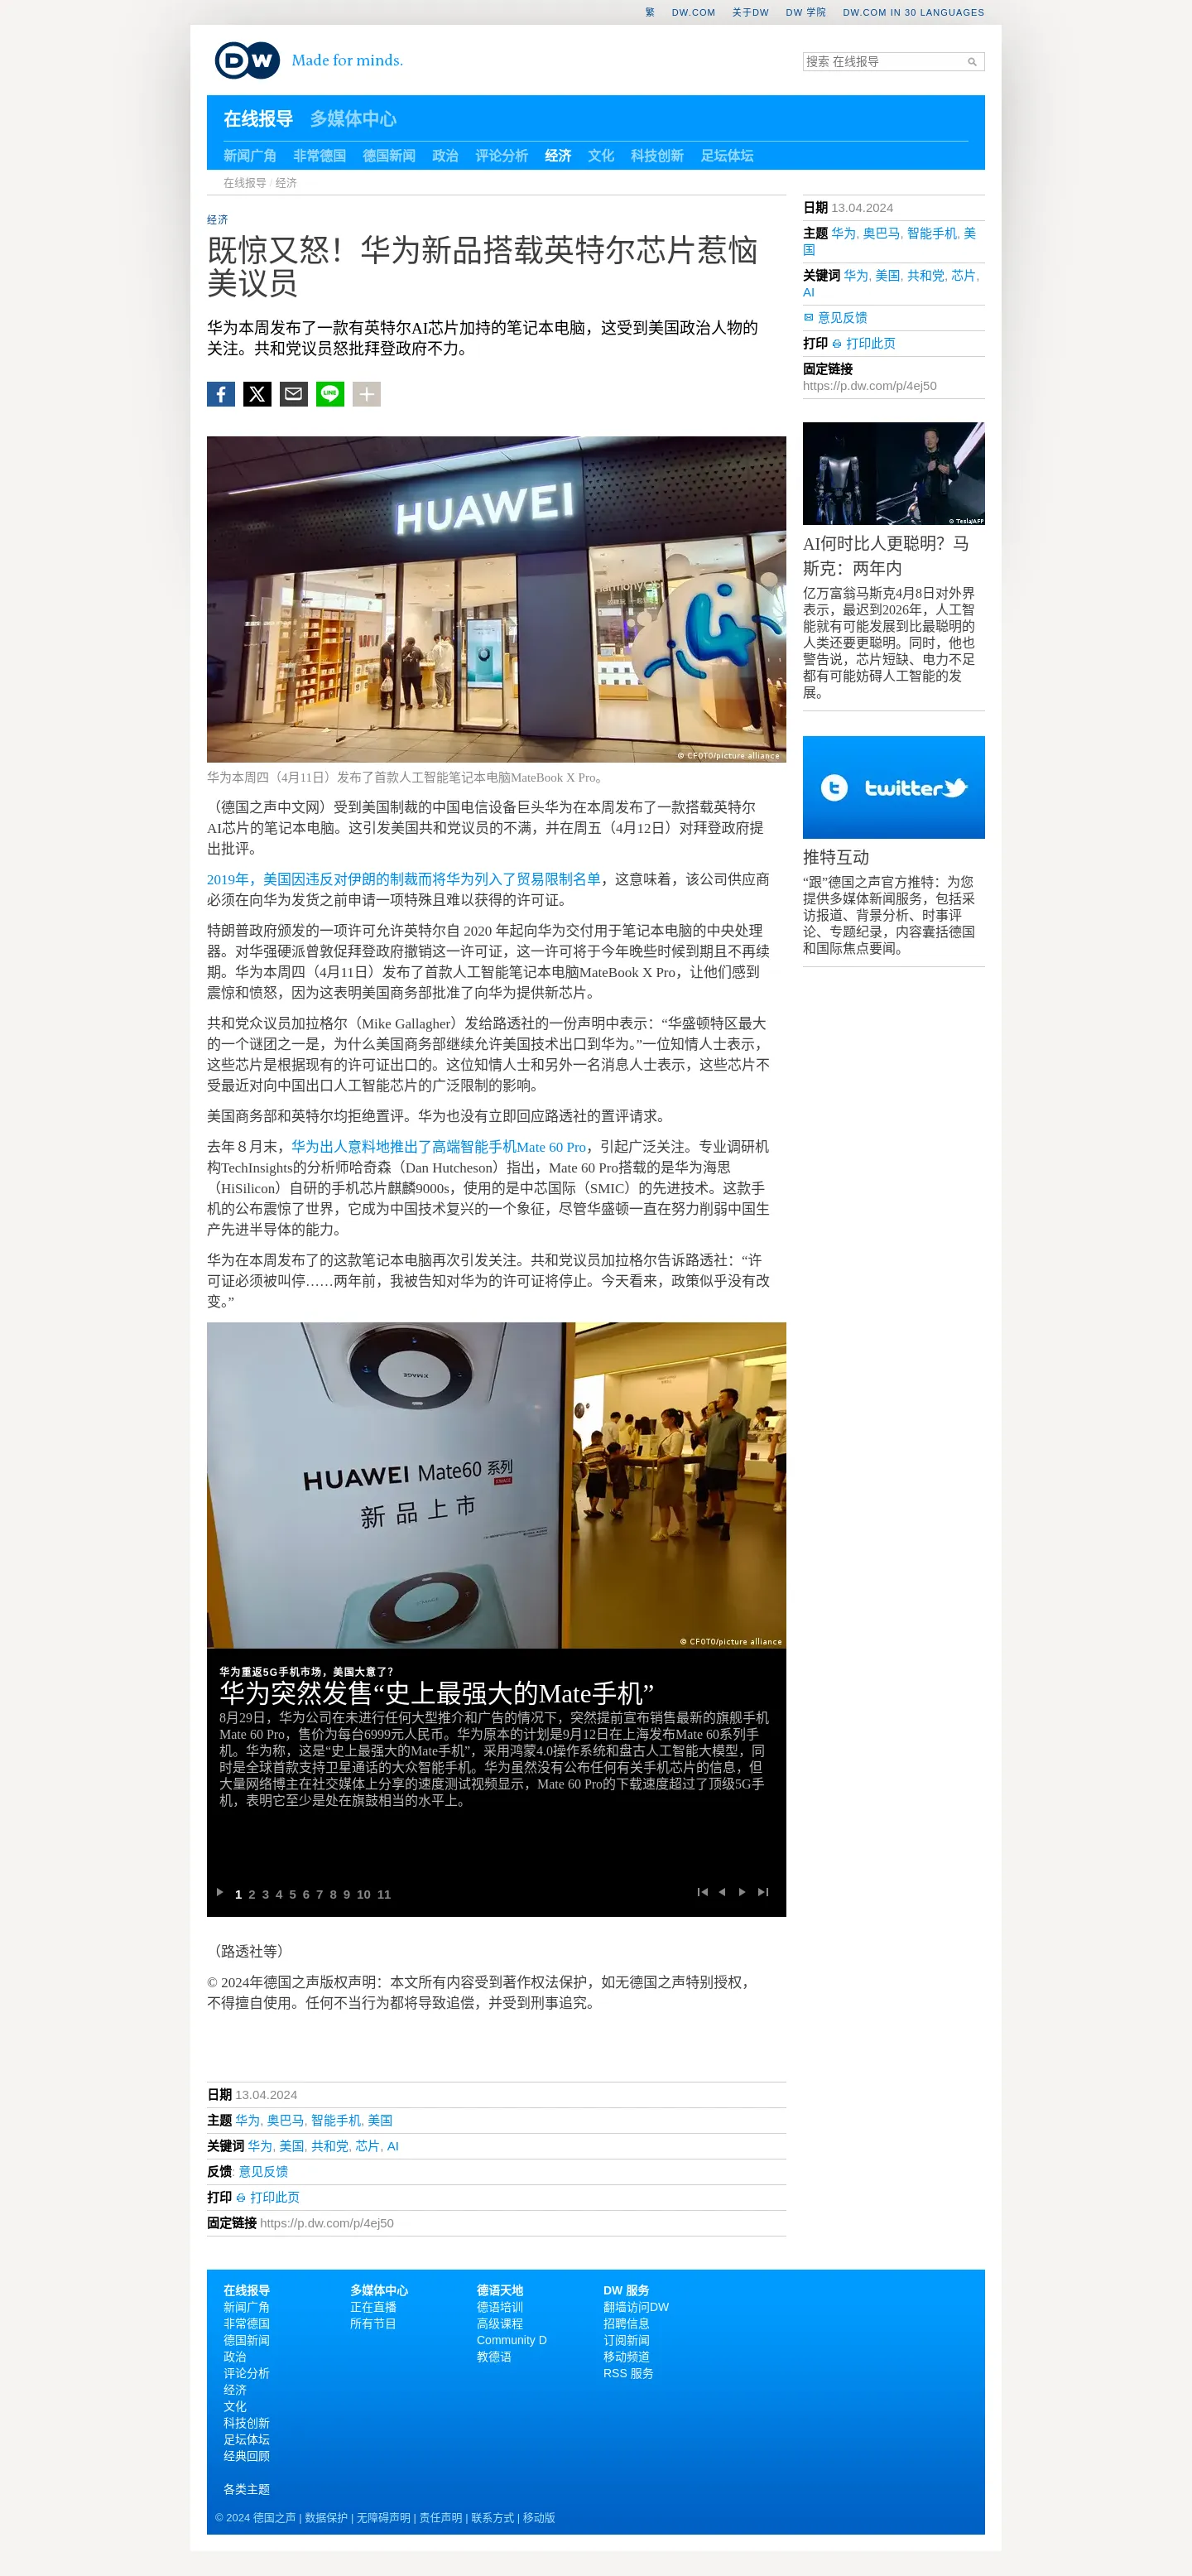 繁 DW.COM 关于DW DW 学院 DW.COM IN 30 LANGUAGES
DW Made for minds.
搜索 在线报导
在线报导 多媒体中心
新闻广角 非常德国 德国新闻 政治 评论分析 经济 文化 科技创新 足坛体坛
在线报导 / 经济
经济
既惊又怒！华为新品搭载英特尔芯片惹恼
美议员
华为本周发布了一款有英特尔AI芯片加持的笔记本电脑，这受到美国政治人物的
关注。共和党议员怒批拜登政府不力。
LINE
HUAWEI
HarmonyOS
© CFOTO/picture alliance
华为本周四（4月11日）发布了首款人工智能笔记本电脑MateBook X Pro。
（德国之声中文网）受到美国制裁的中国电信设备巨头华为在本周发布了一款搭载英特尔
AI芯片的笔记本电脑。这引发美国共和党议员的不满，并在周五（4月12日）对拜登政府提
出批评。
2019年，美国因违反对伊朗的制裁而将华为列入了贸易限制名单，这意味着，该公司供应商
必须在向华为发货之前申请一项特殊且难以获得的许可证。
特朗普政府颁发的一项许可允许英特尔自 2020 年起向华为交付用于笔记本电脑的中央处理
器。对华强硬派曾敦促拜登政府撤销这一许可证，这一许可将于今年晚些时候到期且不再续
期。华为本周四（4月11日）发布了首款人工智能笔记本电脑MateBook X Pro，让他们感到
震惊和愤怒，因为这表明美国商务部批准了向华为提供新芯片。
共和党众议员加拉格尔（Mike Gallagher）发给路透社的一份声明中表示：“华盛顿特区最大
的一个谜团之一是，为什么美国商务部继续允许美国技术出口到华为。”一位知情人士表示，
这些芯片是根据现有的许可证出口的。这位知情人士和另外一名消息人士表示，这些芯片不
受最近对向中国出口人工智能芯片的广泛限制的影响。
美国商务部和英特尔均拒绝置评。华为也没有立即回应路透社的置评请求。
去年８月末，华为出人意料地推出了高端智能手机Mate 60 Pro，引起广泛关注。专业调研机
构TechInsights的分析师哈奇森（Dan Hutcheson）指出，Mate 60 Pro搭载的是华为海思
（HiSilicon）自研的手机芯片麒麟9000s，使用的是中芯国际（SMIC）的先进技术。这款手
机的公布震惊了世界，它成为中国技术复兴的一个象征，尽管华盛顿一直在努力削弱中国生
产先进半导体的能力。
华为在本周发布了的这款笔记本电脑再次引发关注。共和党议员加拉格尔告诉路透社：“许
可证必须被叫停……两年前，我被告知对华为的许可证将停止。今天看来，政策似乎没有改
变。”
XMAGE
HUAWEI Mate60 系列
新品上市
© CFOTO/picture alliance
华为重返5G手机市场，美国大意了？
华为突然发售“史上最强大的Mate手机”
8月29日，华为公司在未进行任何大型推介和广告的情况下，突然提前宣布销售最新的旗舰手机
Mate 60 Pro，售价为每台6999元人民币。华为原本的计划是9月12日在上海发布Mate 60系列手
机。华为称，这是“史上最强大的Mate手机”，采用鸿蒙4.0操作系统和盘古人工智能大模型，同
时是全球首款支持卫星通话的大众智能手机。华为虽然没有公布任何有关手机芯片的信息，但
大量网络博主在社交媒体上分享的速度测试视频显示，Mate 60 Pro的下载速度超过了顶级5G手
机，表明它至少是处在旗鼓相当的水平上。
1 2 3 4 5 6 7 8 9 10 11
（路透社等）
© 2024年德国之声版权声明：本文所有内容受到著作权法保护，如无德国之声特别授权，
不得擅自使用。任何不当行为都将导致追偿，并受到刑事追究。
日期 13.04.2024
主题 华为, 奥巴马, 智能手机, 美国
关键词 华为, 美国, 共和党, 芯片, AI
反馈: 意见反馈
打印 打印此页
固定链接 https://p.dw.com/p/4ej50
日期 13.04.2024
主题 华为, 奥巴马, 智能手机, 美
国
关键词 华为, 美国, 共和党, 芯片,
AI
意见反馈
打印 打印此页
固定链接
https://p.dw.com/p/4ej50
© Tesla/AFP
AI何时比人更聪明？马
斯克：两年内
亿万富翁马斯克4月8日对外界
表示，最迟到2026年，人工智
能就有可能发展到比最聪明的
人类还要更聪明。同时，他也
警告说，芯片短缺、电力不足
都有可能妨碍人工智能的发
展。
twitter
推特互动
“跟”德国之声官方推特：为您
提供多媒体新闻服务，包括采
访报道、背景分析、时事评
论、专题纪录，内容囊括德国
和国际焦点要闻。
在线报导
新闻广角
非常德国
德国新闻
政治
评论分析
经济
文化
科技创新
足坛体坛
经典回顾
各类主题
多媒体中心
正在直播
所有节目
德语天地
德语培训
高级课程
Community D
教德语
DW 服务
翻墙访问DW
招聘信息
订阅新闻
移动频道
RSS 服务
© 2024 德国之声 | 数据保护 | 无障碍声明 | 责任声明 | 联系方式 | 移动版